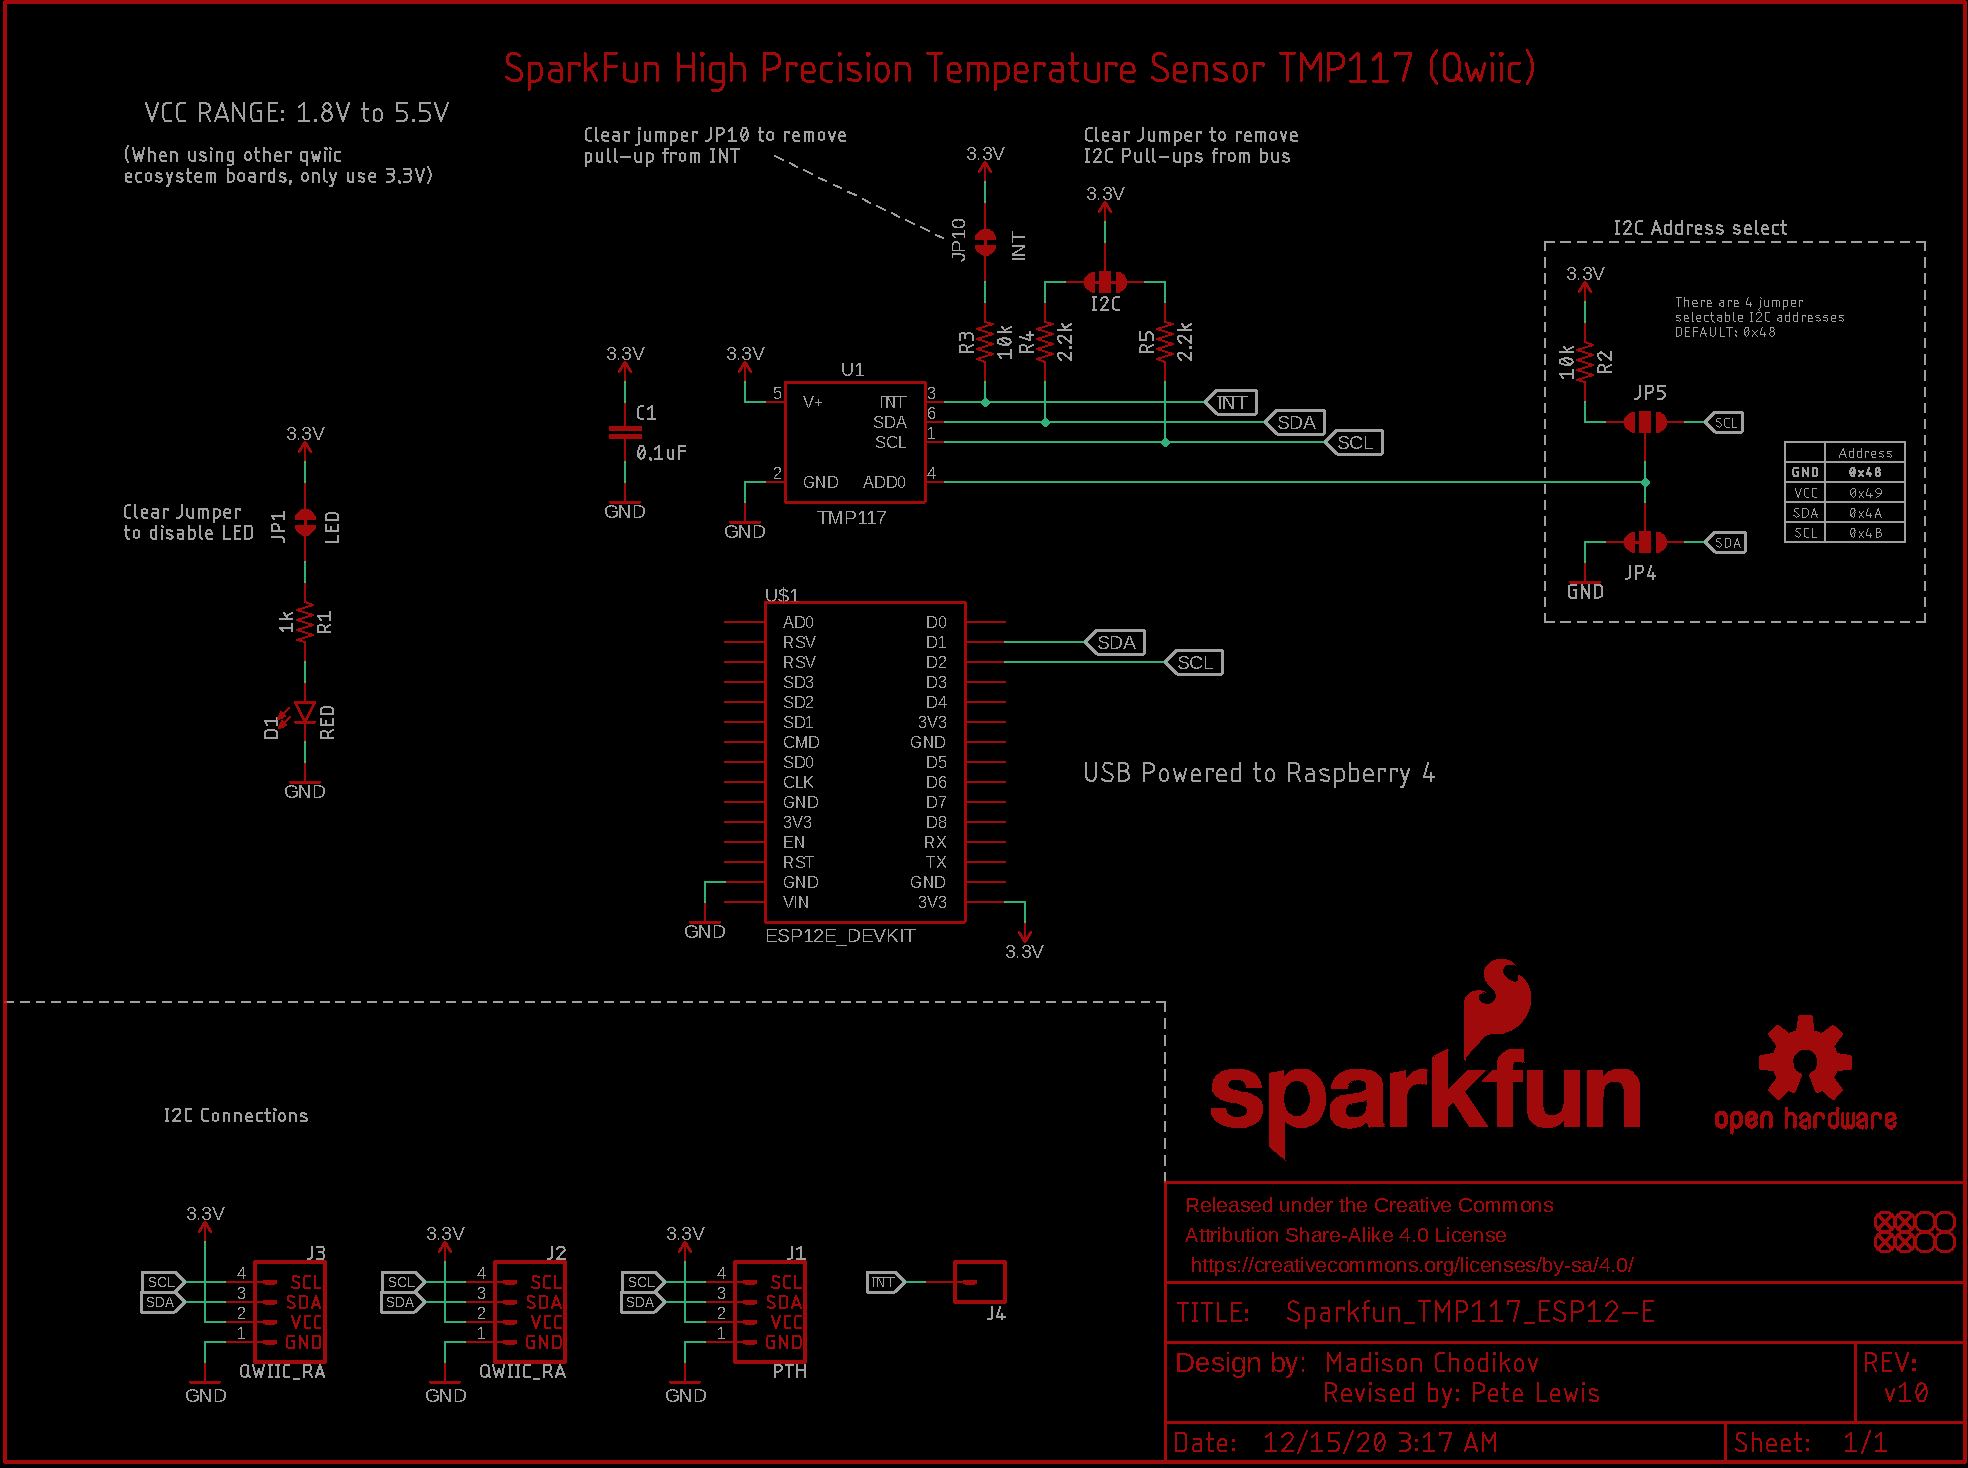 SparkFun High Precision Temperature Sensor TMP117 (Qwiic)
VCC RANGE: 1.8V to 5.5V
(When using other qwiic
ecosystem boards, only use 3.3V)
Clear jumper JP10 to remove
pull-up from INT
3.3V
JP10
INT
Clear Jumper to remove
I2C Pull-ups from bus
3.3V
I2C
R3
10k
R4
2.2k
R5
2.2k
3.3V
C1
0.1uF
GND
3.3V
U1
5 V+ INT 3
SDA 6
SCL 1
2 GND ADD0 4
TMP117
GND
INT
SDA
SCL
I2C Address select
3.3V
There are 4 jumper
selectable I2C addresses
DEFAULT: 0x48
10k
R2
JP5
SCL
Address
GND 0x48
VCC 0x49
SDA 0x4A
SCL 0x4B
SDA
JP4
GND
3.3V
Clear Jumper
to disable LED
JP1
LED
1k
R1
D1
RED
GND
U$1
AD0 D0
RSV D1
RSV D2
SD3 D3
SD2 D4
SD1 3V3
CMD GND
SD0 D5
CLK D6
GND D7
3V3 D8
EN RX
RST TX
GND GND
VIN 3V3
ESP12E_DEVKIT
SDA
SCL
GND
3.3V
USB Powered to Raspberry 4
I2C Connections
3.3V
J3
SCL 4 SCL
SDA 3 SDA
2 VCC
1 GND
QWIIC_RA
GND
3.3V
J2
SCL 4 SCL
SDA 3 SDA
2 VCC
1 GND
QWIIC_RA
GND
3.3V
J1
SCL 4 SCL
SDA 3 SDA
2 VCC
1 GND
PTH
GND
INT
J4
sparkfun
open hardware
Released under the Creative Commons
Attribution Share-Alike 4.0 License
https://creativecommons.org/licenses/by-sa/4.0/
TITLE: Sparkfun_TMP117_ESP12-E
Design by: Madison Chodikov
Revised by: Pete Lewis
REV:
v10
Date: 12/15/20 3:17 AM
Sheet: 1/1